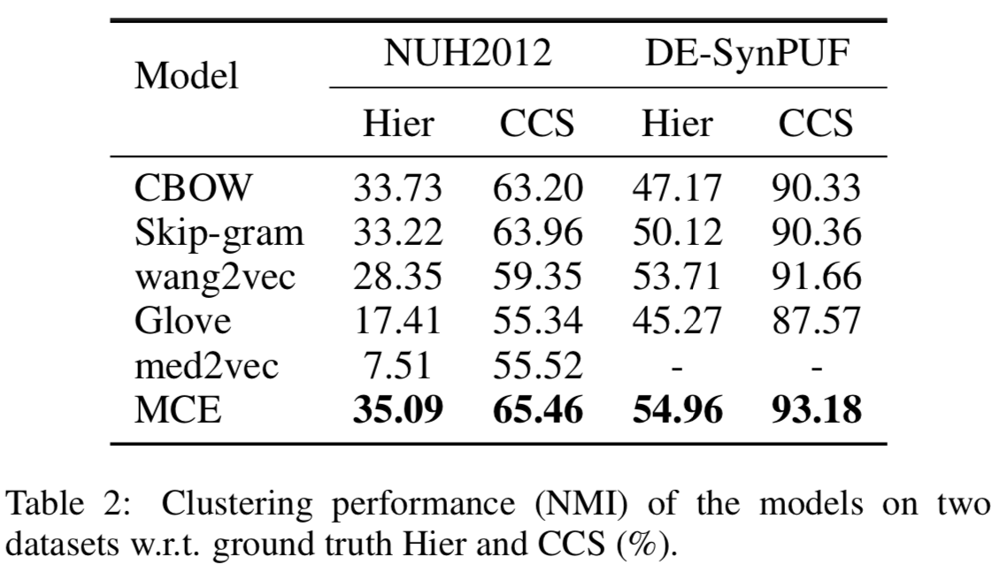 Model NUH2012 DE-SynPUF
Hier CCS Hier CCS
CBOW 33.73 63.20 47.17 90.33
Skip-gram 33.22 63.96 50.12 90.36
wang2vec 28.35 59.35 53.71 91.66
Glove 17.41 55.34 45.27 87.57
med2vec 7.51 55.52 - -
MCE 35.09 65.46 54.96 93.18
Table 2: Clustering performance (NMI) of the models on two
datasets w.r.t. ground truth Hier and CCS (%).